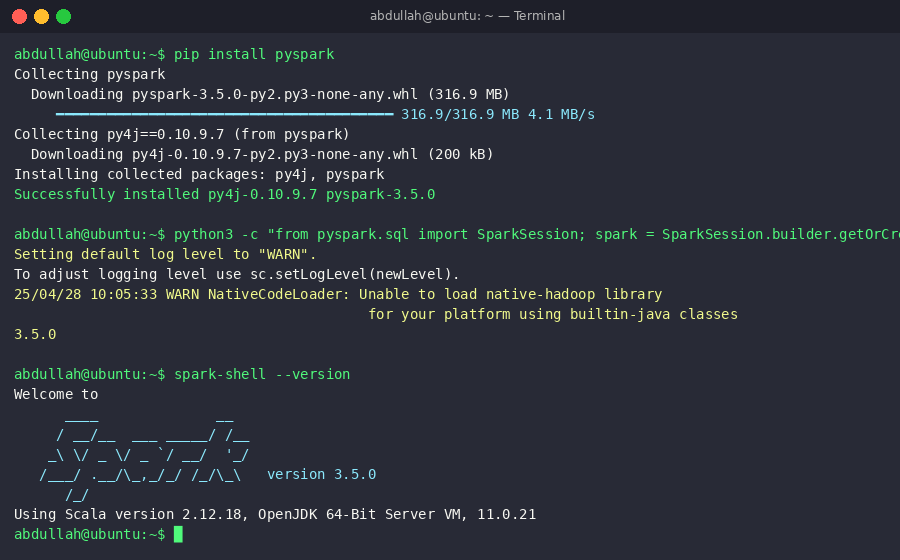 abdullah@ubuntu: ~ — Terminal
abdullah@ubuntu:~$ pip install pyspark
Collecting pyspark
  Downloading pyspark-3.5.0-py2.py3-none-any.whl (316.9 MB)
     ━━━━━━━━━━━━━━━━━━━━━━━━━━━━━━━━━━━━━━━━ 316.9/316.9 MB 4.1 MB/s
Collecting py4j==0.10.9.7 (from pyspark)
  Downloading py4j-0.10.9.7-py2.py3-none-any.whl (200 kB)
Installing collected packages: py4j, pyspark
Successfully installed py4j-0.10.9.7 pyspark-3.5.0
abdullah@ubuntu:~$ python3 -c "from pyspark.sql import SparkSession; spark = SparkSession.builder.getOrCre
Setting default log level to "WARN".
To adjust logging level use sc.setLogLevel(newLevel).
25/04/28 10:05:33 WARN NativeCodeLoader: Unable to load native-hadoop library
                                          for your platform using builtin-java classes
3.5.0
abdullah@ubuntu:~$ spark-shell --version
Welcome to
      ____              __
     / __/__  ___ _____/ /__
    _\ \/ _ \/ _ `/ __/  '_/
   /___/ .__/\_,_/_/ /_/\_\   version 3.5.0
      /_/
Using Scala version 2.12.18, OpenJDK 64-Bit Server VM, 11.0.21
abdullah@ubuntu:~$